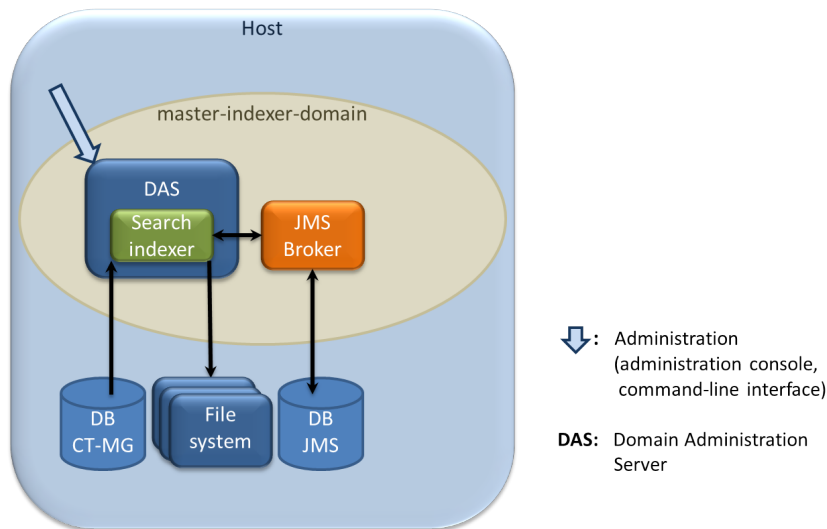 Host
master-indexer-domain
DAS
Search
indexer
JMS
Broker
DB
CT-MG
File
system
DB
JMS
: Administration
(administration console,
command-line interface)
DAS: Domain Administration
Server